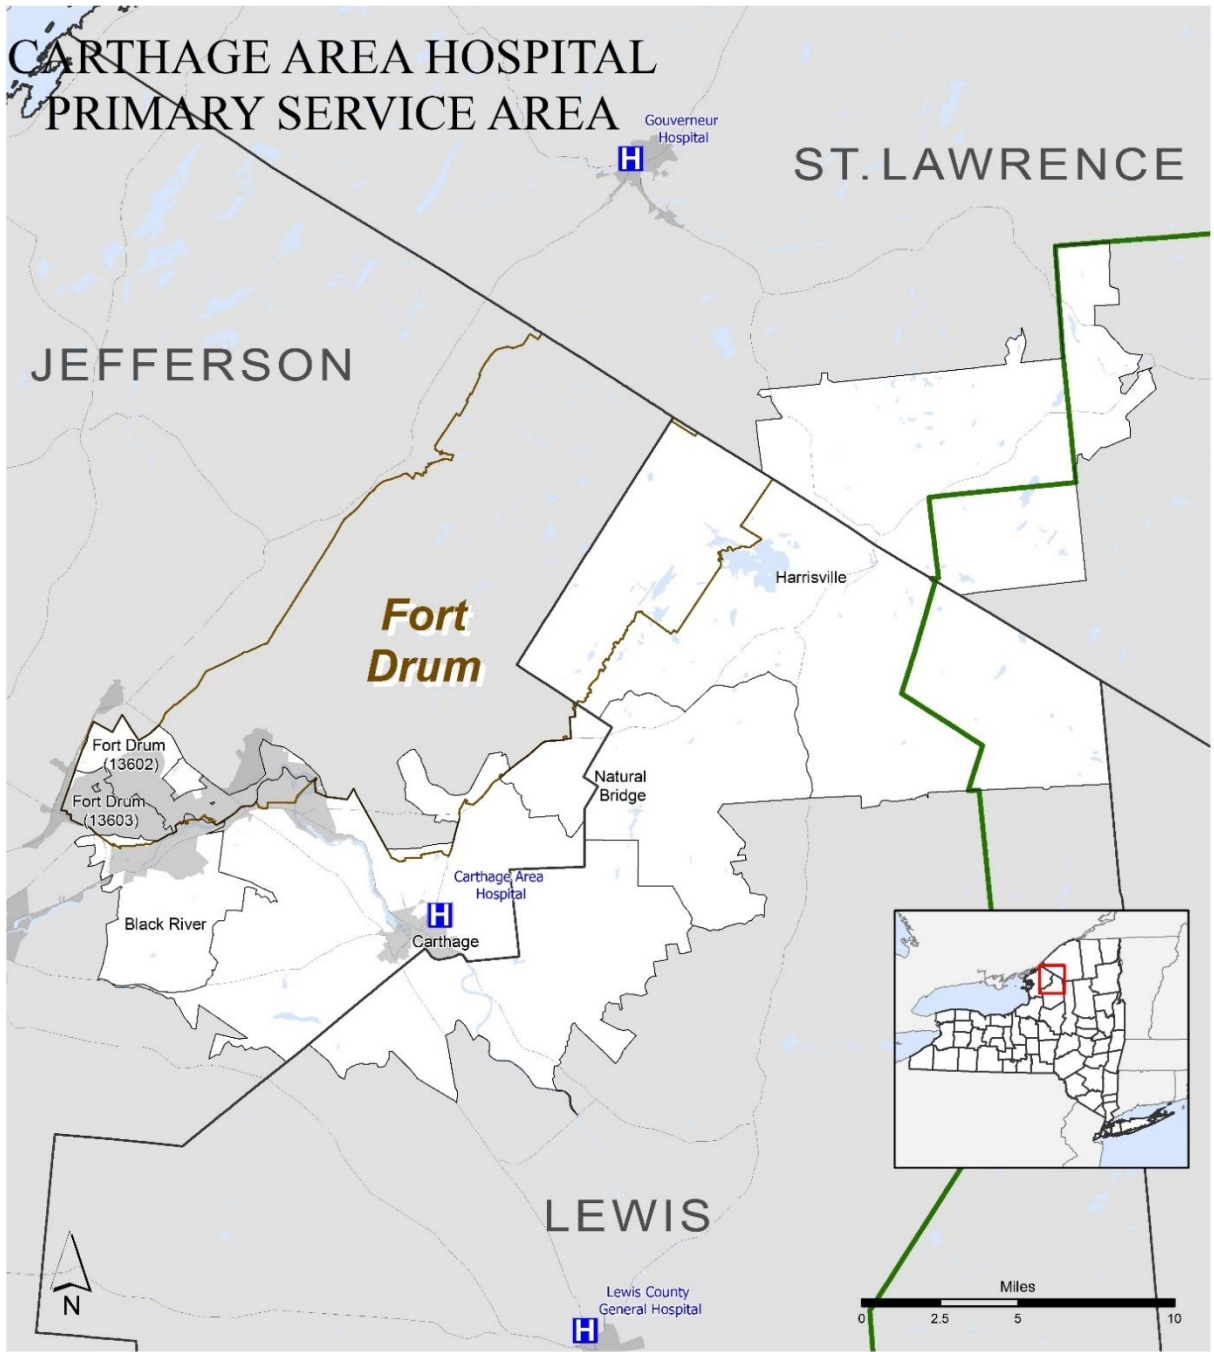 CARTHAGE AREA HOSPITAL
PRIMARY SERVICE AREA
Gouverneur
Hospital
H
ST. LAWRENCE
JEFFERSON
Harrisville
Fort
Drum
Fort Drum
(13602)
Fort Drum
(13603)
Natural
Bridge
Carthage Area
Hospital
H
Carthage
Black River
LEWIS
Lewis County
General Hospital
H
N
Miles
0 2.5 5 10